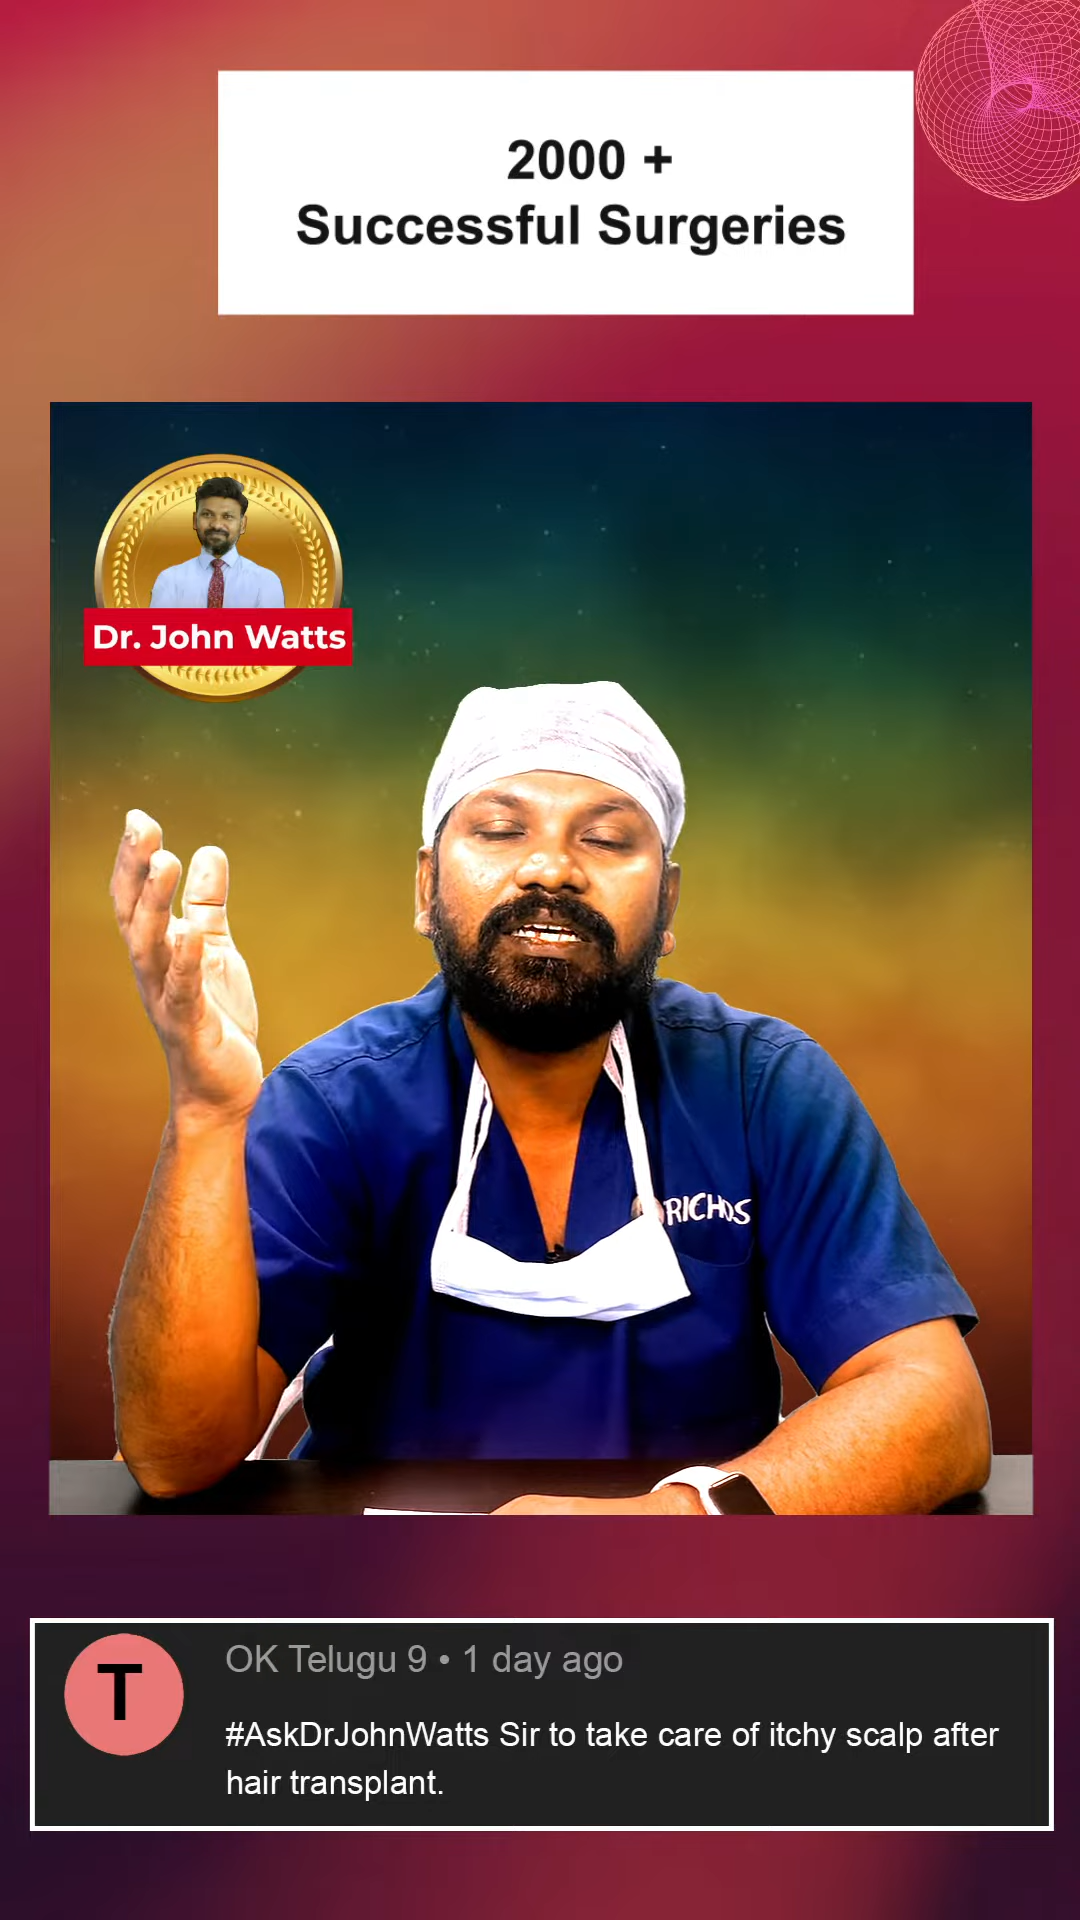 2000 +
Successful Surgeries
Dr. John Watts
RICHOS
T
OK Telugu 9 • 1 day ago
#AskDrJohnWatts Sir to take care of itchy scalp after
hair transplant.